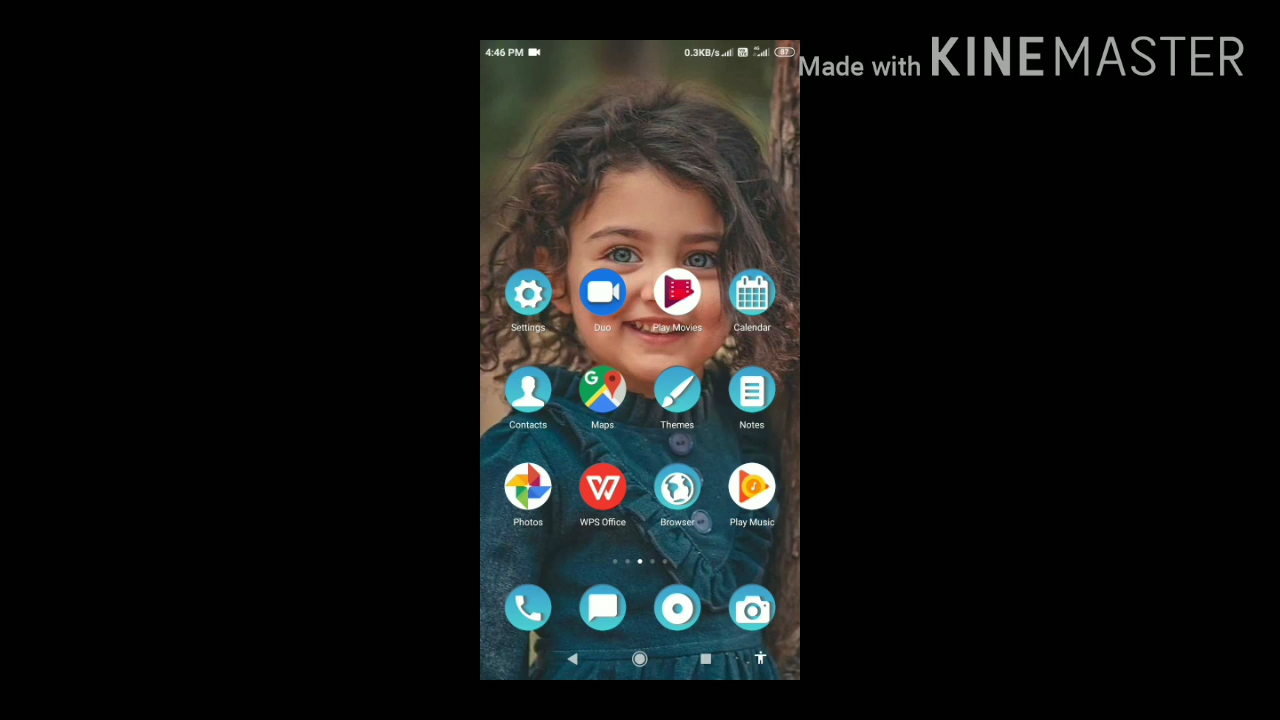 4:46 PM
0.3KB/s
87
Made with KINEMASTER
Settings
Duo
Play Movies
Calendar
Contacts
G
Maps
Themes
Notes
Photos
W
WPS Office
Browser
Play Music